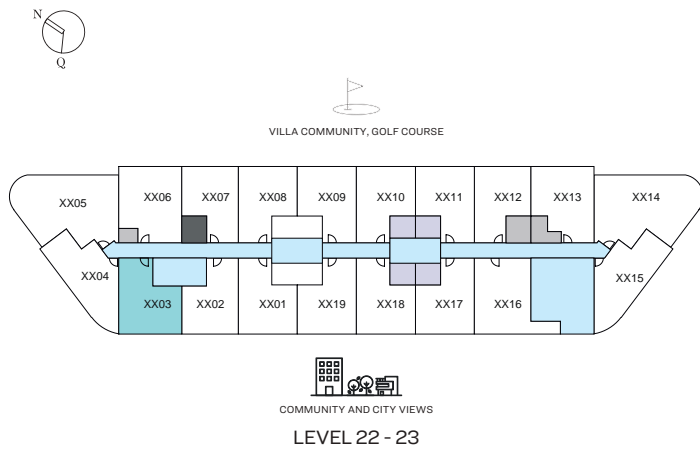 N
Q
VILLA COMMUNITY, GOLF COURSE
XX05
XX06
XX07
XX08
XX09
XX10
XX11
XX12
XX13
XX14
XX04
XX03
XX02
XX01
XX19
XX18
XX17
XX16
XX15
COMMUNITY AND CITY VIEWS
LEVEL 22 - 23